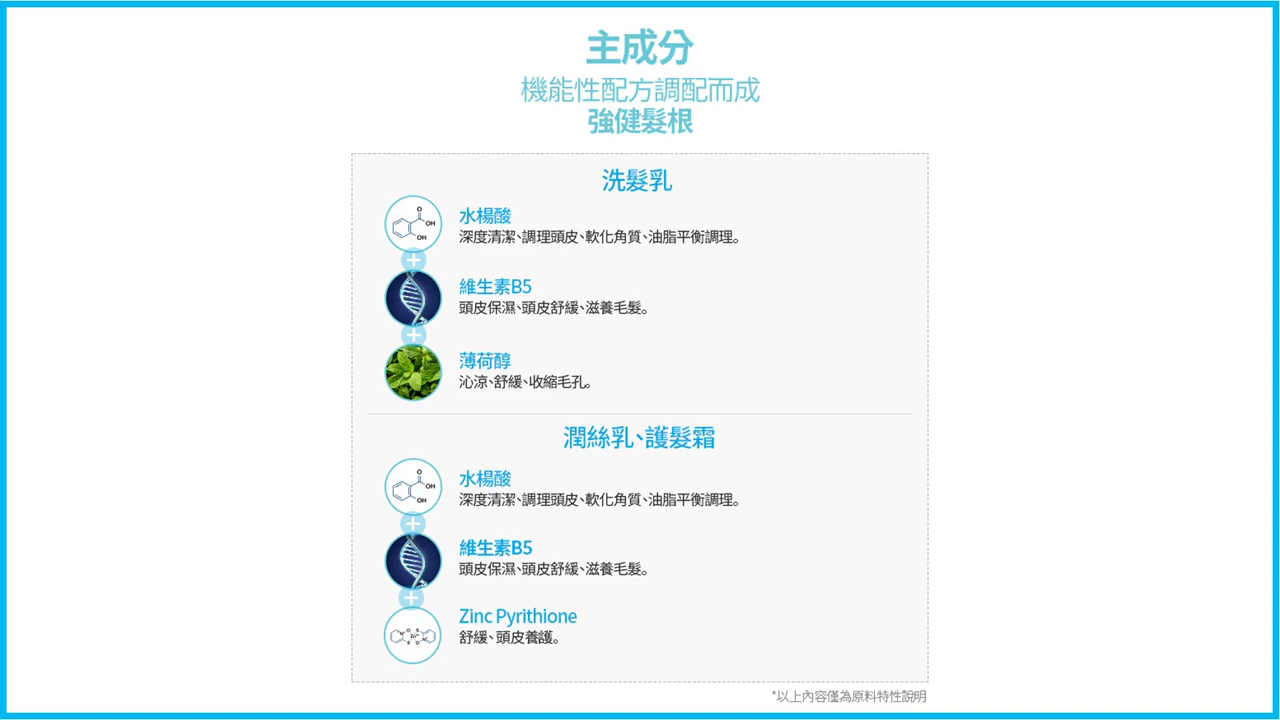 主成分
機能性配方調配而成
強健髮根
洗髮乳
水楊酸
深度清潔、調理頭皮、軟化角質、油脂平衡調理。
維生素B5
頭皮保濕、頭皮舒緩、滋養毛髮。
薄荷醇
沁涼、舒緩、收縮毛孔。
潤絲乳、護髮霜
水楊酸
深度清潔、調理頭皮、軟化角質、油脂平衡調理。
維生素B5
頭皮保濕、頭皮舒緩、滋養毛髮。
Zinc Pyrithione
舒緩、頭皮養護。
*以上內容僅為原料特性說明